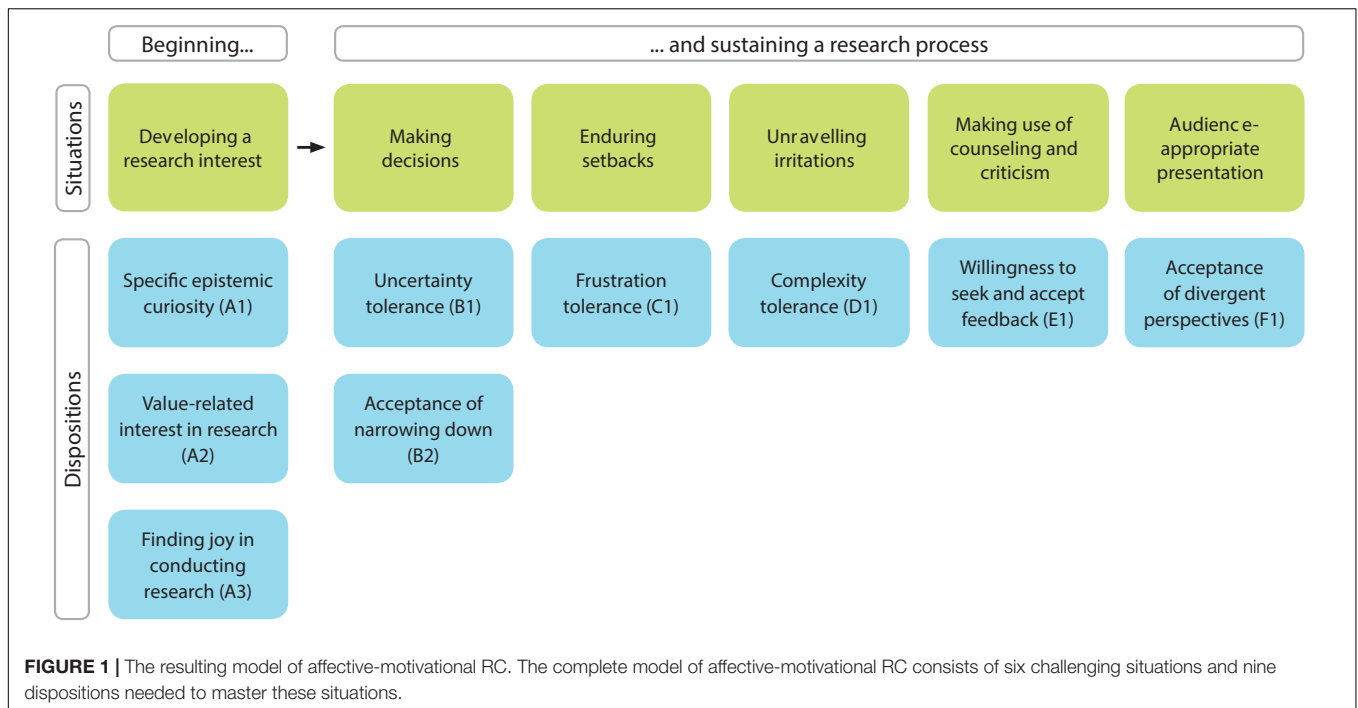 Beginning...
... and sustaining a research process
Situations
Developing a
research interest
Making
decisions
Enduring
setbacks
Unravelling
irritations
Making use of
counseling and
criticism
Audienc e-
appropriate
presentation
Dispositions
Specific epistemic
curiosity (A1)
Uncertainty
tolerance (B1)
Frustration
tolerance (C1)
Complexity
tolerance (D1)
Willingness to
seek and accept
feedback (E1)
Acceptance
of divergent
perspectives (F1)
Value-related
interest in research
(A2)
Acceptance of
narrowing down
(B2)
Finding joy in
conducting
research (A3)
FIGURE 1 | The resulting model of affective-motivational RC. The complete model of affective-motivational RC consists of six challenging situations and nine
dispositions needed to master these situations.